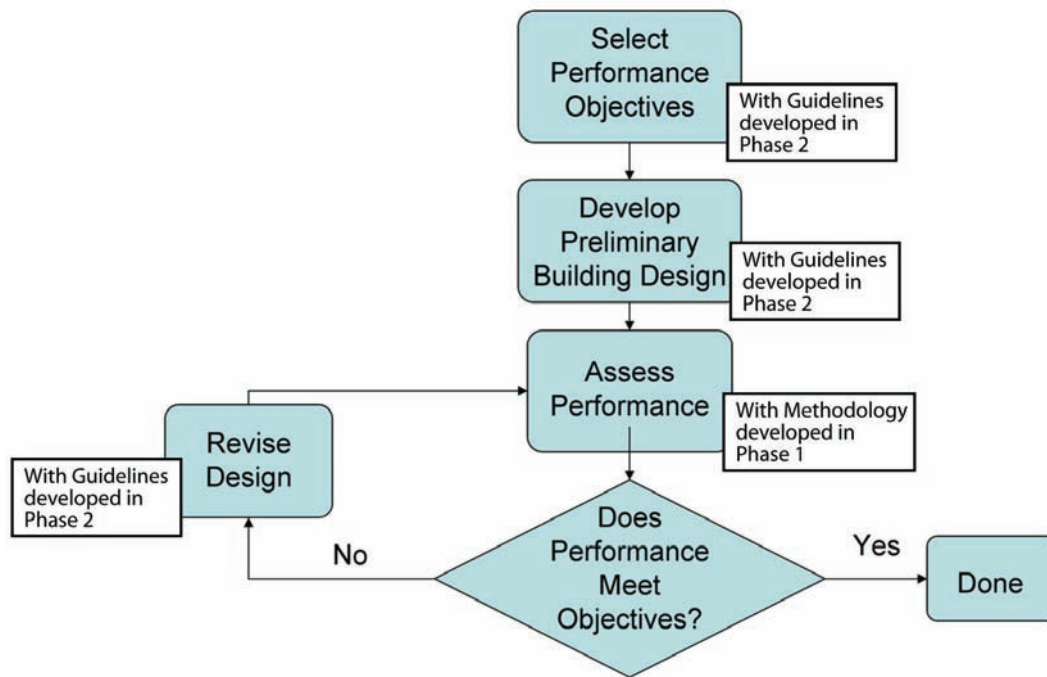 Select
Performance
Objectives
With Guidelines
developed in
Phase 2
Develop
Preliminary
Building Design
With Guidelines
developed in
Phase 2
Assess
Performance
With Methodology
developed in
Phase 1
Revise
Design
With Guidelines
developed in
Phase 2
Does
Performance
Meet
Objectives?
No
Yes
Done